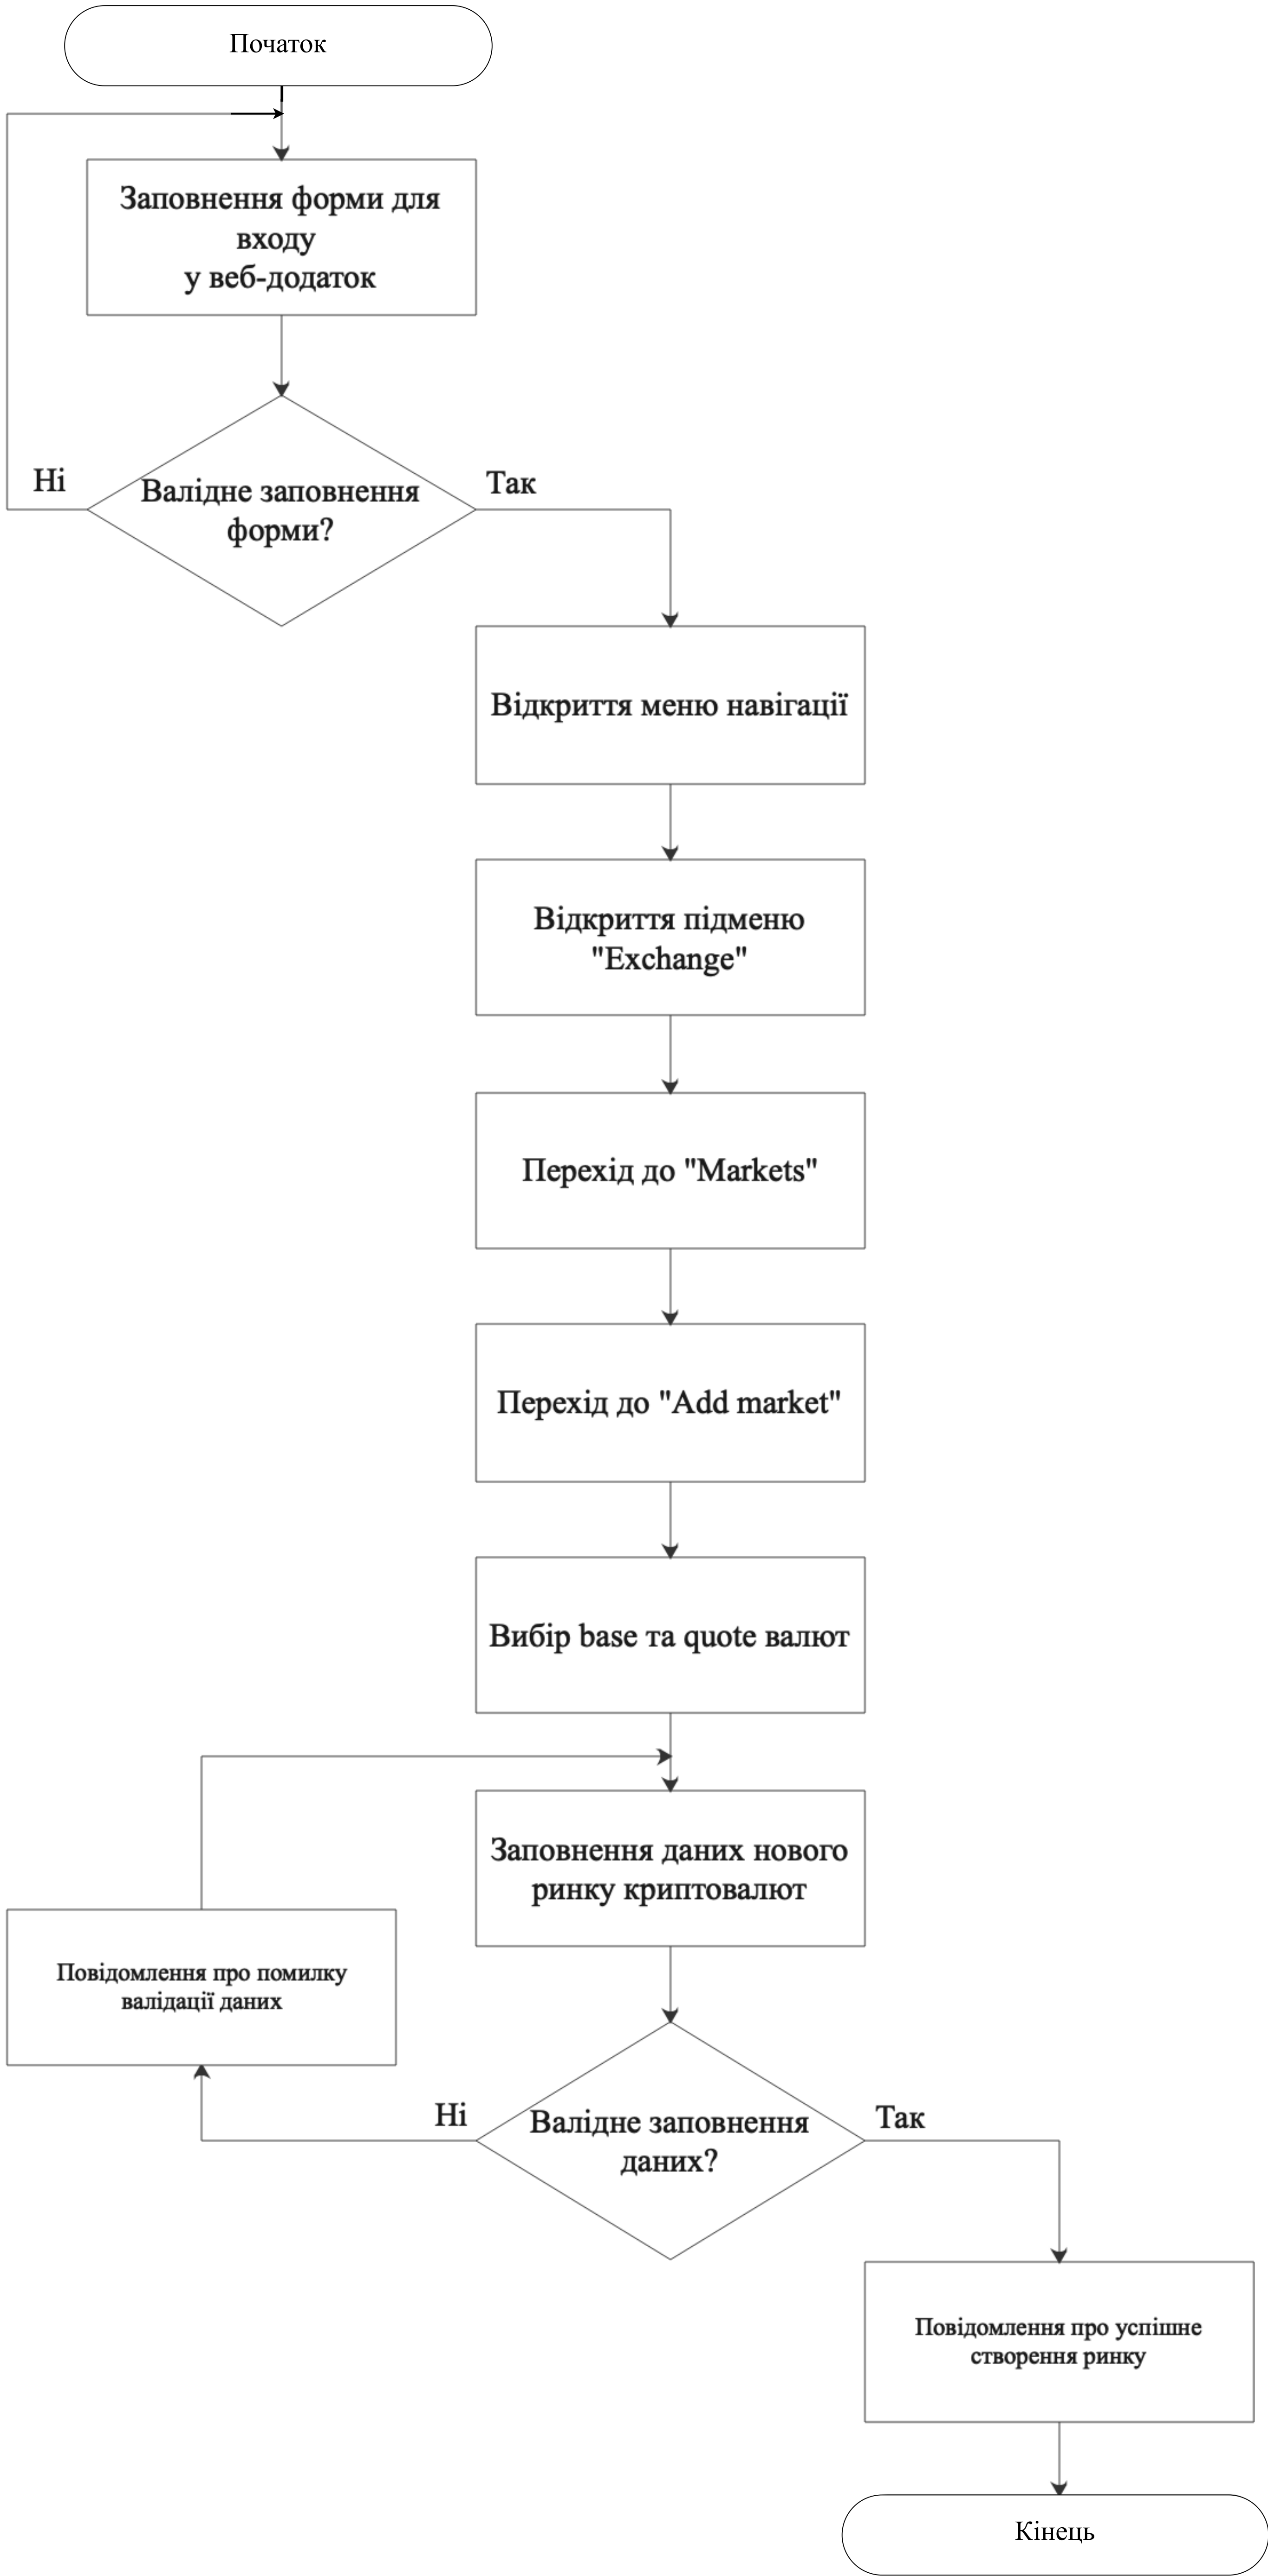 Початок
Заповнення форми для
входу
у веб-додаток
Ні
Валідне заповнення
форми?
Так
Відкриття меню навігації
Відкриття підменю
"Exchange"
Перехід до "Markets"
Перехід до "Add market"
Вибір base та quote валют
Заповнення даних нового
ринку криптовалют
Повідомлення про помилку
валідації даних
Ні
Валідне заповнення
даних?
Так
Повідомлення про успішне
створення ринку
Кінець